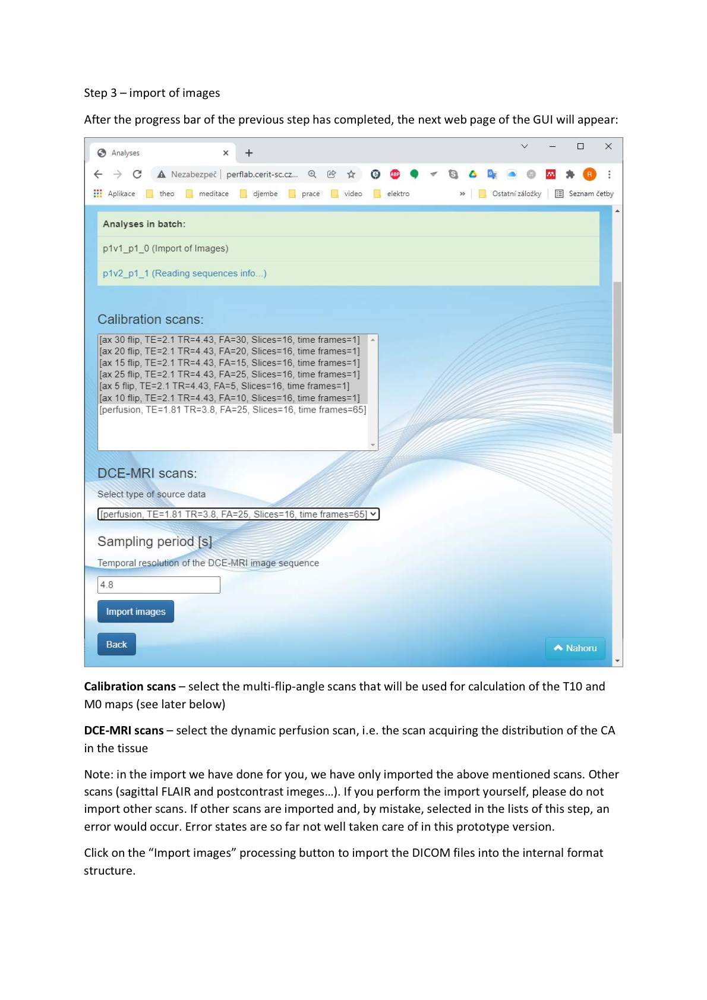 Step 3 – import of images
After the progress bar of the previous step has completed, the next web page of the GUI will appear:
Analyses
Nezabezpeč | perflab.cerit-sc.cz...
ABP
R
Aplikace theo meditace djembe prace video elektro » Ostatní záložky Seznam četby
Analyses in batch:
p1v1_p1_0 (Import of Images)
p1v2_p1_1 (Reading sequences info...)
Calibration scans:
[ax 30 flip, TE=2.1 TR=4.43, FA=30, Slices=16, time frames=1]
[ax 20 flip, TE=2.1 TR=4.43, FA=20, Slices=16, time frames=1]
[ax 15 flip, TE=2.1 TR=4.43, FA=15, Slices=16, time frames=1]
[ax 25 flip, TE=2.1 TR=4.43, FA=25, Slices=16, time frames=1]
[ax 5 flip, TE=2.1 TR=4.43, FA=5, Slices=16, time frames=1]
[ax 10 flip, TE=2.1 TR=4.43, FA=10, Slices=16, time frames=1]
[perfusion, TE=1.81 TR=3.8, FA=25, Slices=16, time frames=65]
DCE-MRI scans:
Select type of source data
[perfusion, TE=1.81 TR=3.8, FA=25, Slices=16, time frames=65]
Sampling period [s]
Temporal resolution of the DCE-MRI image sequence
4.8
Import images
Back
Nahoru
Calibration scans – select the multi-flip-angle scans that will be used for calculation of the T10 and
M0 maps (see later below)
DCE-MRI scans – select the dynamic perfusion scan, i.e. the scan acquiring the distribution of the CA
in the tissue
Note: in the import we have done for you, we have only imported the above mentioned scans. Other
scans (sagittal FLAIR and postcontrast imeges…). If you perform the import yourself, please do not
import other scans. If other scans are imported and, by mistake, selected in the lists of this step, an
error would occur. Error states are so far not well taken care of in this prototype version.
Click on the “Import images” processing button to import the DICOM files into the internal format
structure.